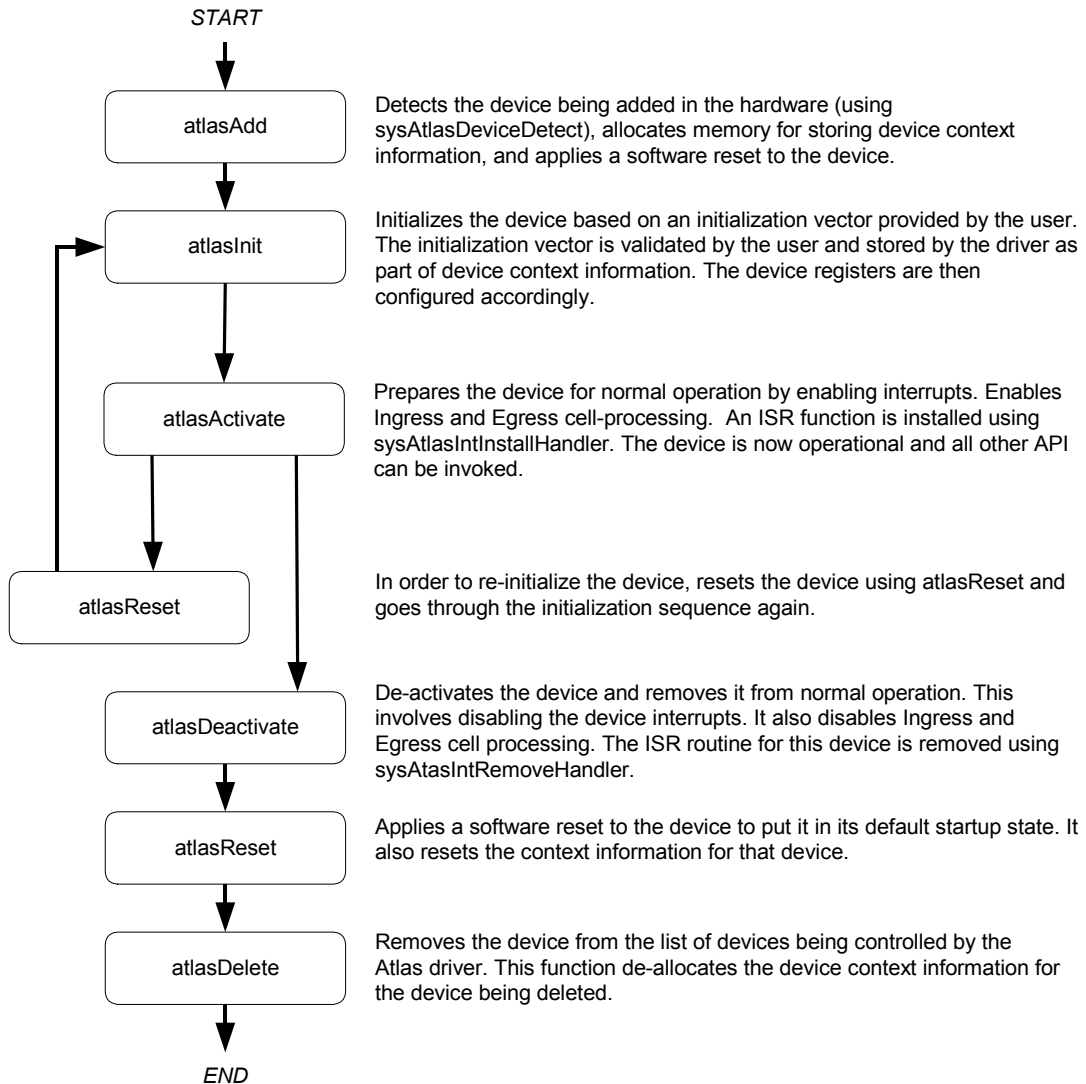 START
atlasAdd
Detects the device being added in the hardware (using
sysAtlasDeviceDetect), allocates memory for storing device context
information, and applies a software reset to the device.
atlasInit
Initializes the device based on an initialization vector provided by the user.
The initialization vector is validated by the user and stored by the driver as
part of device context information. The device registers are then
configured accordingly.
atlasActivate
Prepares the device for normal operation by enabling interrupts. Enables
Ingress and Egress cell-processing. An ISR function is installed using
sysAtlasIntInstallHandler. The device is now operational and all other API
can be invoked.
atlasReset
In order to re-initialize the device, resets the device using atlasReset and
goes through the initialization sequence again.
atlasDeactivate
De-activates the device and removes it from normal operation. This
involves disabling the device interrupts. It also disables Ingress and
Egress cell processing. The ISR routine for this device is removed using
sysAtasIntRemoveHandler.
atlasReset
Applies a software reset to the device to put it in its default startup state. It
also resets the context information for that device.
atlasDelete
Removes the device from the list of devices being controlled by the
Atlas driver. This function de-allocates the device context information for
the device being deleted.
END